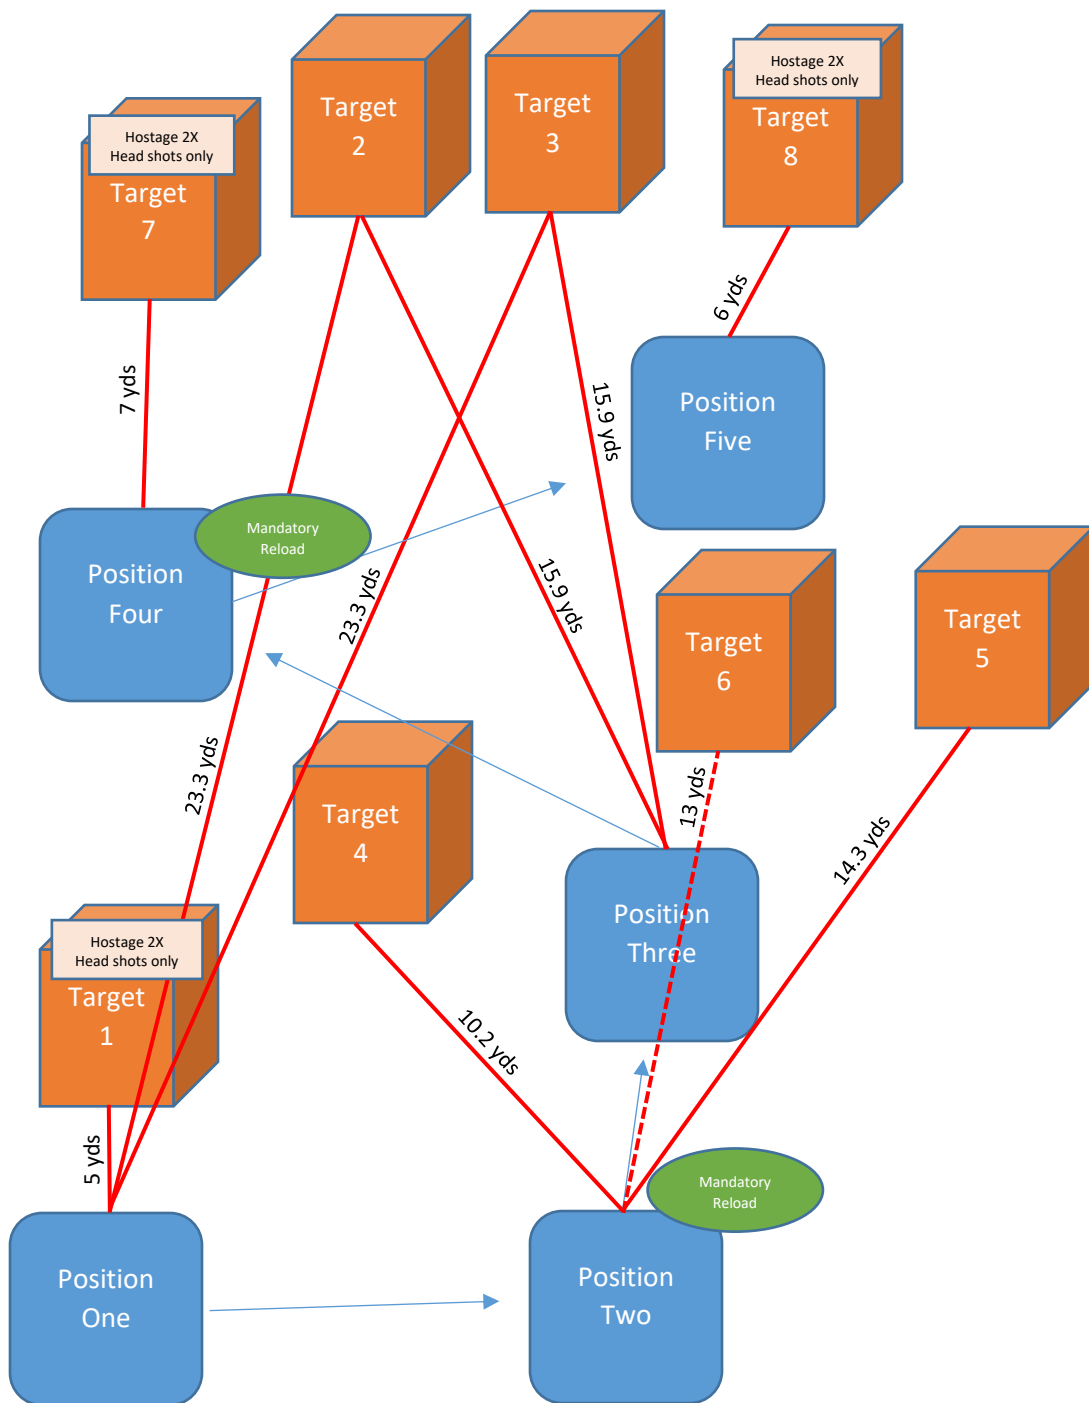 Target
2
Target
3
Hostage 2X
Head shots only
Target
8
Hostage 2X
Head shots only
Target
7
6 yds
7 yds
Position
Five
15.9 yds
Mandatory
Reload
Position
Four
23.3 yds
15.9 yds
Target
6
Target
5
23.3 yds
13 yds
Target
4
14.3 yds
Position
Three
Hostage 2X
Head shots only
Target
1
10.2 yds
5 yds
Mandatory
Reload
Position
One
Position
Two